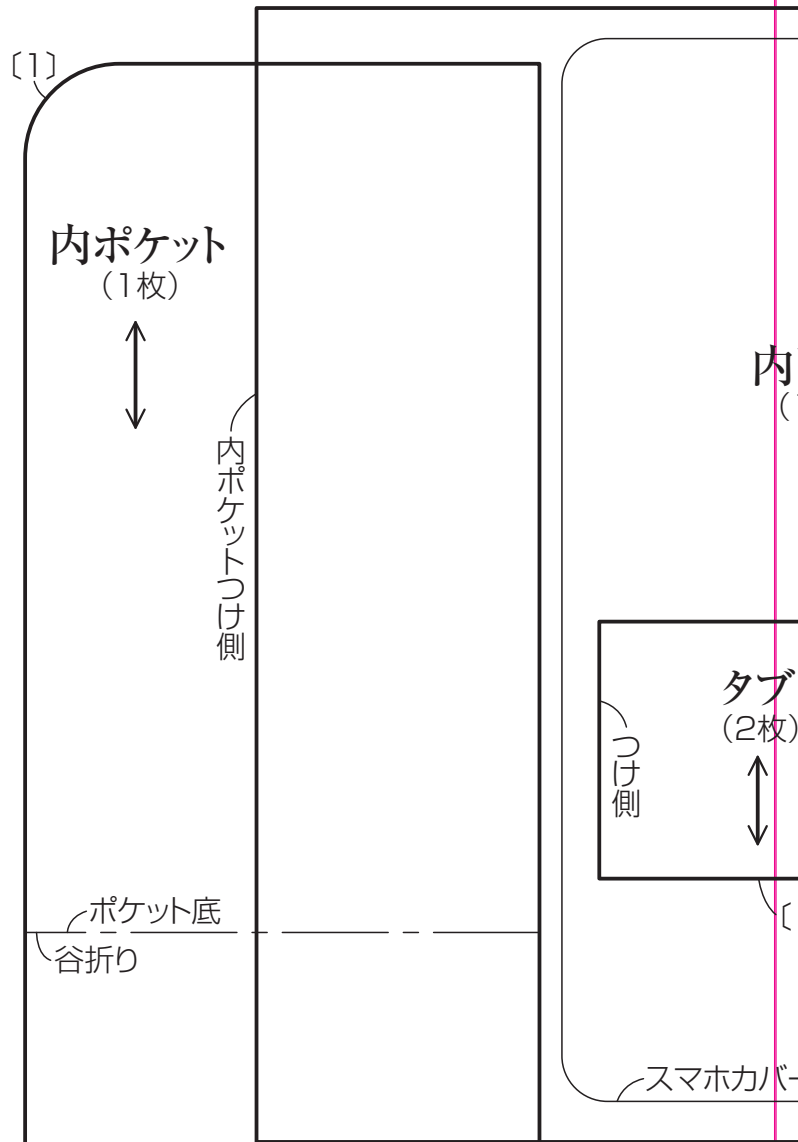 〔1〕
内ポケット
（1枚）
内ポケットつけ側
ポケット底
谷折り
内
タブ
（2枚）
つけ側
スマホカバー